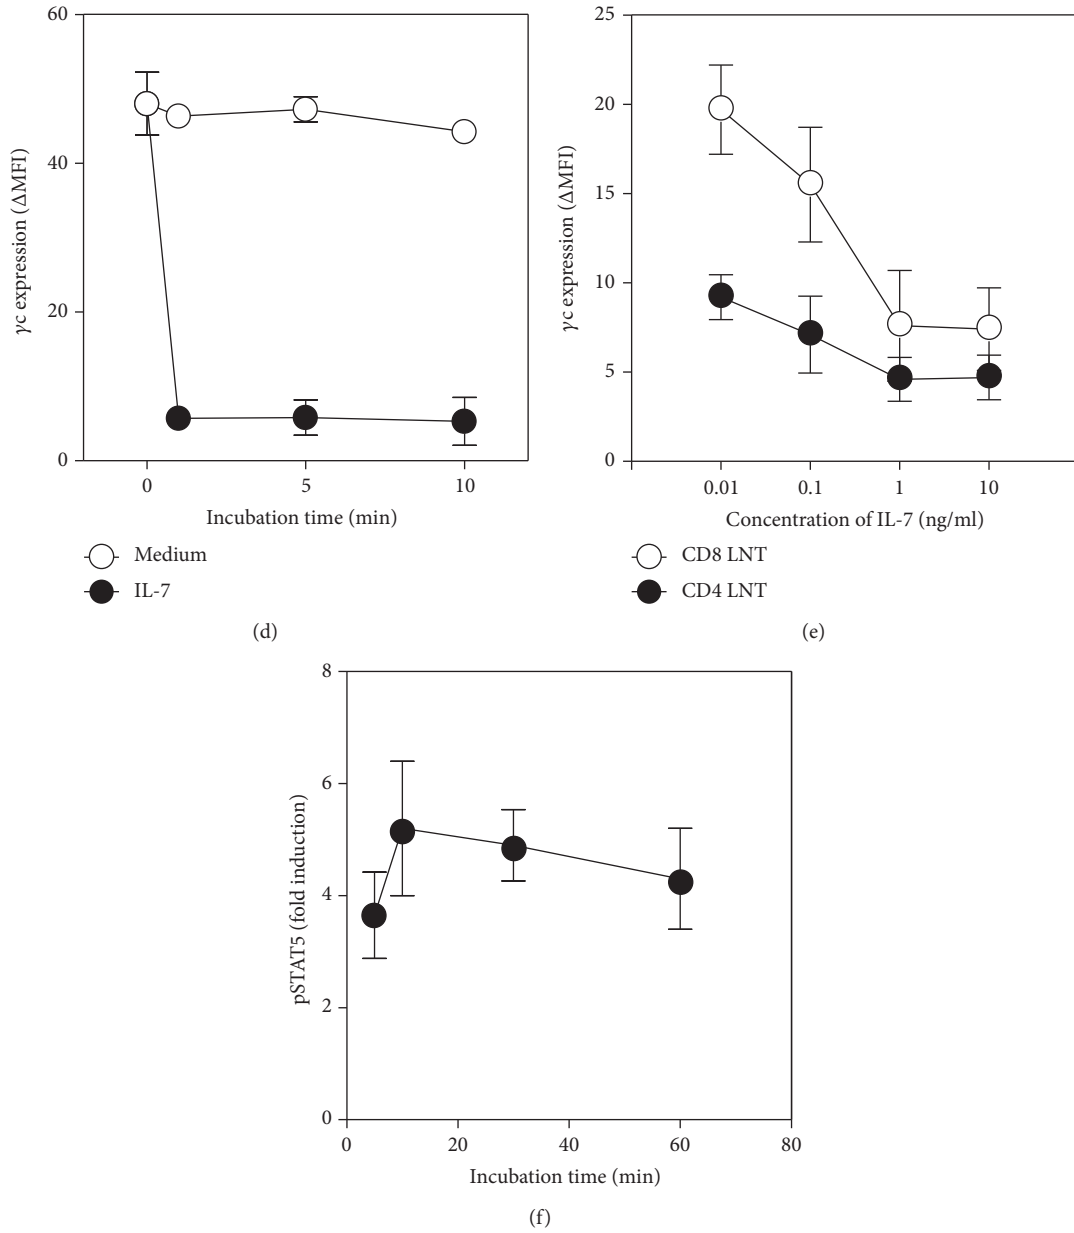 60
40
20
0
γc expression (ΔMFI)
0 5 10
Incubation time (min)
Medium
IL-7
(d)
25
20
15
10
5
0
γc expression (ΔMFI)
0.01 0.1 1 10
Concentration of IL-7 (ng/ml)
CD8 LNT
CD4 LNT
(e)
8
6
4
2
0
pSTAT5 (fold induction)
0 20 40 60 80
Incubation time (min)
(f)